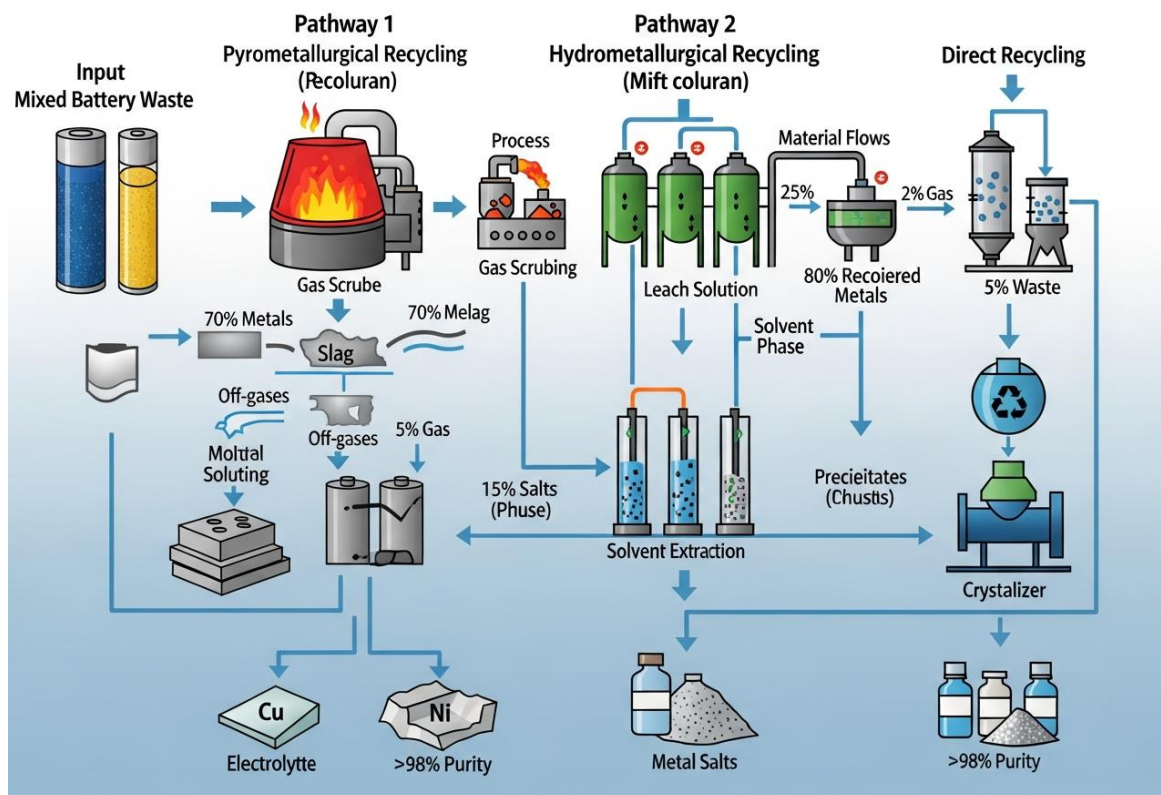 Input
Mixed Battery Waste
Pathway 1
Pyrometallurgical Recycling
(Recoluran)
Pathway 2
Hydrometallurgical Recycling
(Mift coluran)
Direct Recycling
Process
Gas Scrubing
Gas Scrube
Material Flows
25%
2% Gas
Leach Solution
80% Recoiered
Metals
5% Waste
70% Metals
Slag
70% Melag
Solvent
Phase
Off-gases
Off-gases
5% Gas
Moltral
Soluting
15% Salts
(Phuse)
Precieitates
(Chustts)
Solvent Extraction
Crystalizer
Cu
Electrolytte
Ni
>98% Purity
Metal Salts
>98% Purity